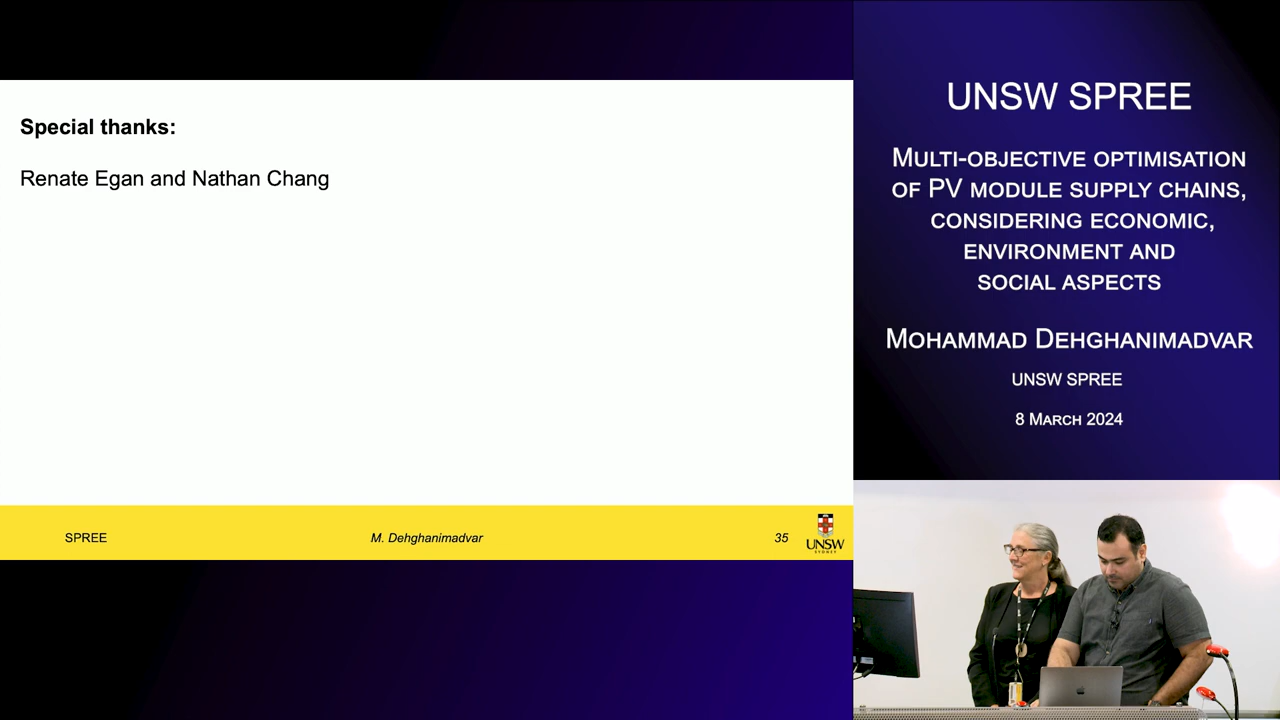 Special thanks:
Renate Egan and Nathan Chang
SPREE
M. Dehghanimadvar
35
UNSW
SYDNEY
UNSW SPREE
MULTI-OBJECTIVE OPTIMISATION
OF PV MODULE SUPPLY CHAINS,
CONSIDERING ECONOMIC,
ENVIRONMENT AND
SOCIAL ASPECTS
MOHAMMAD DEHGHANIMADVAR
UNSW SPREE
8 MARCH 2024